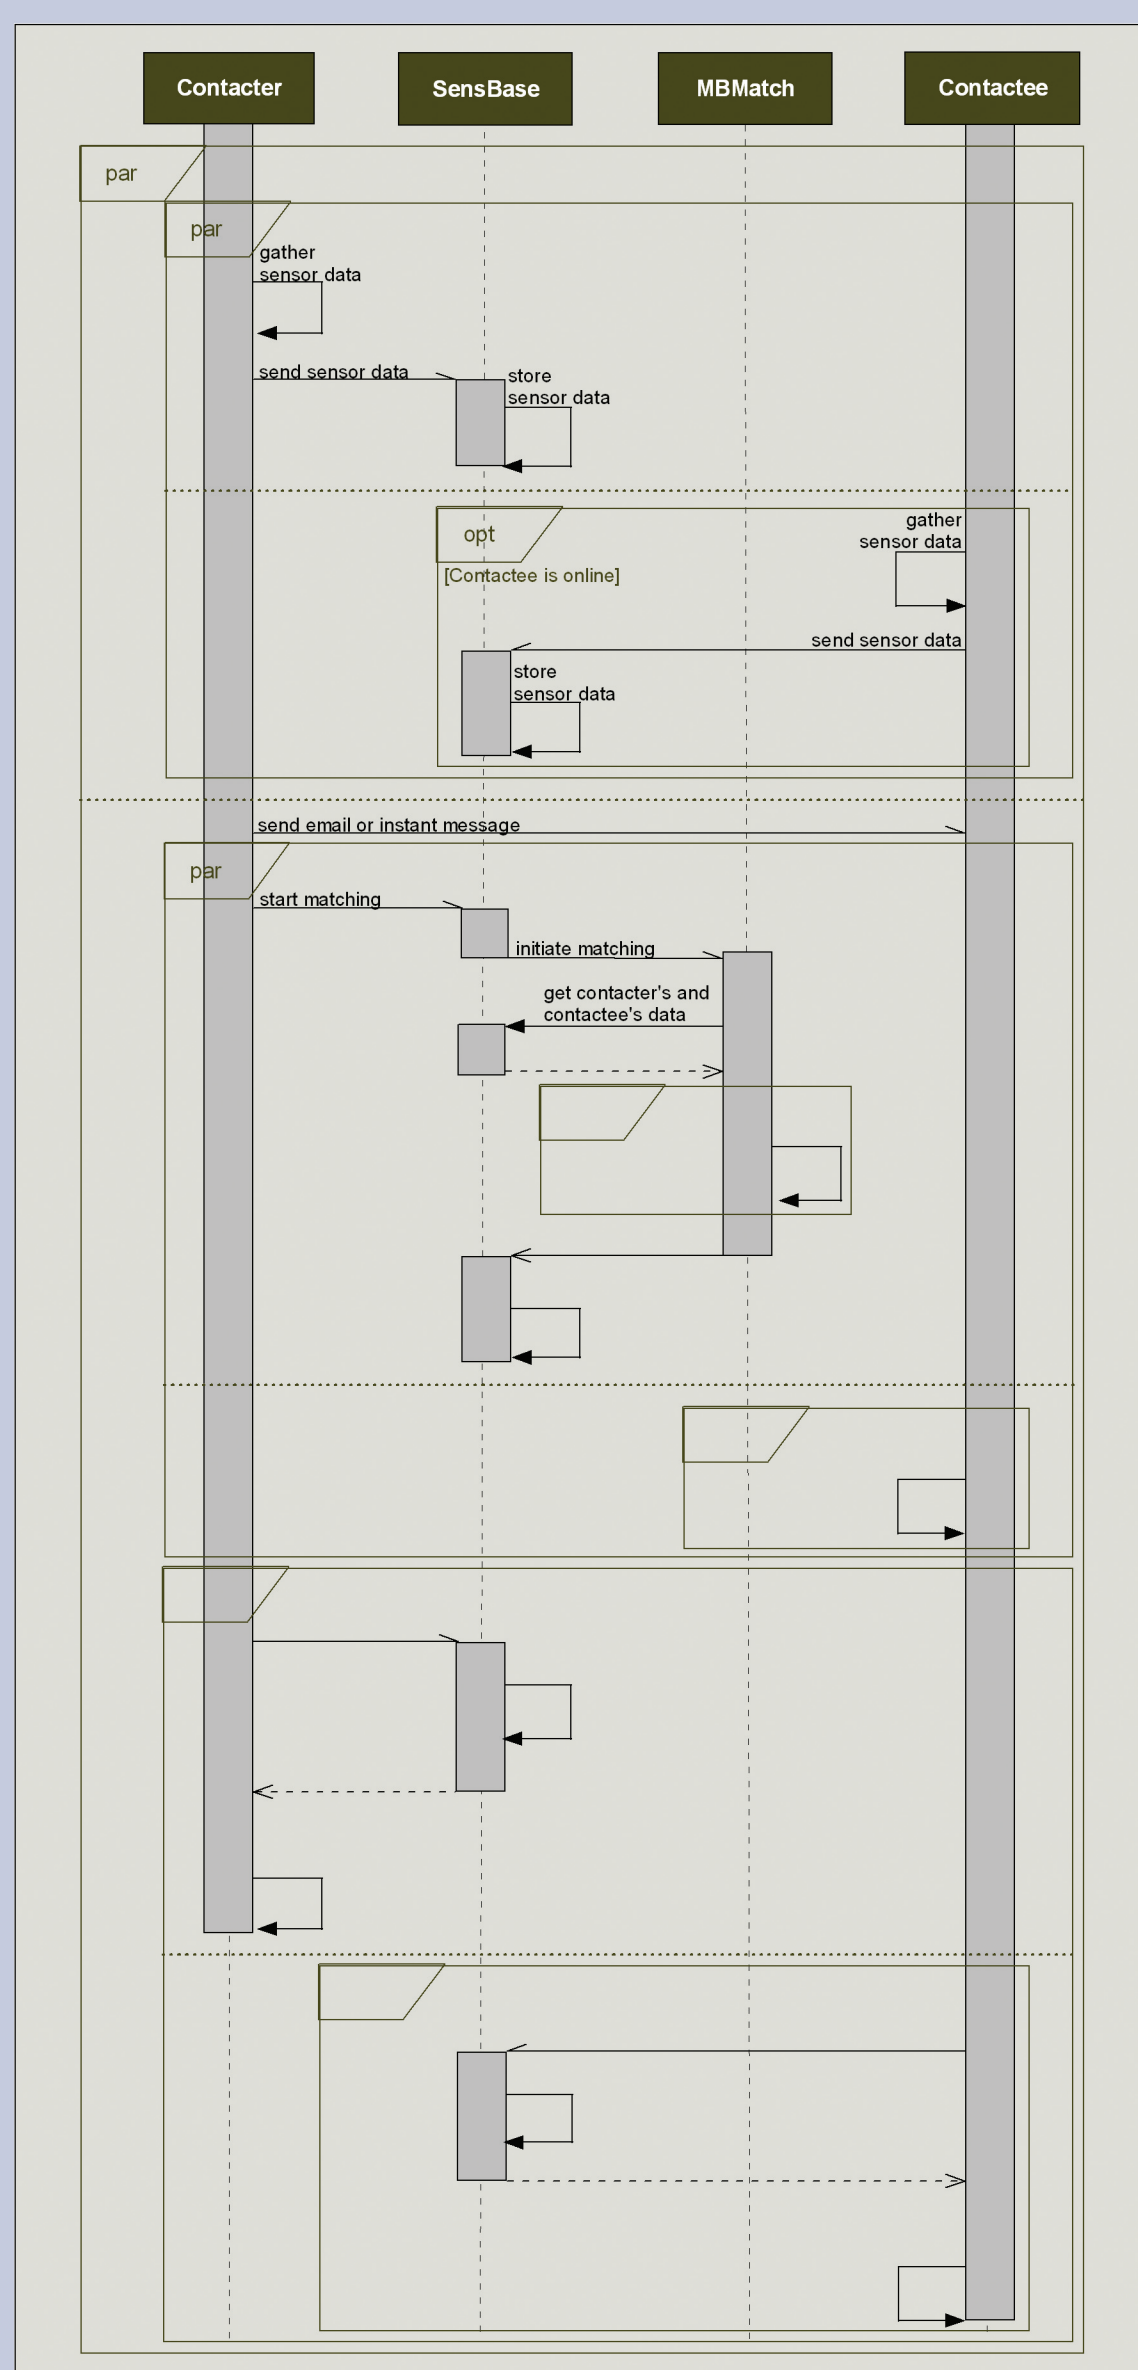 Contacter
SensBase
MBMatch
Contactee
par
par
gather
sensor data
send sensor data
store
sensor data
opt
[Contactee is online]
gather
sensor data
send sensor data
store
sensor data
send email or instant message
par
start matching
initiate matching
get contacter's and
contactee's data